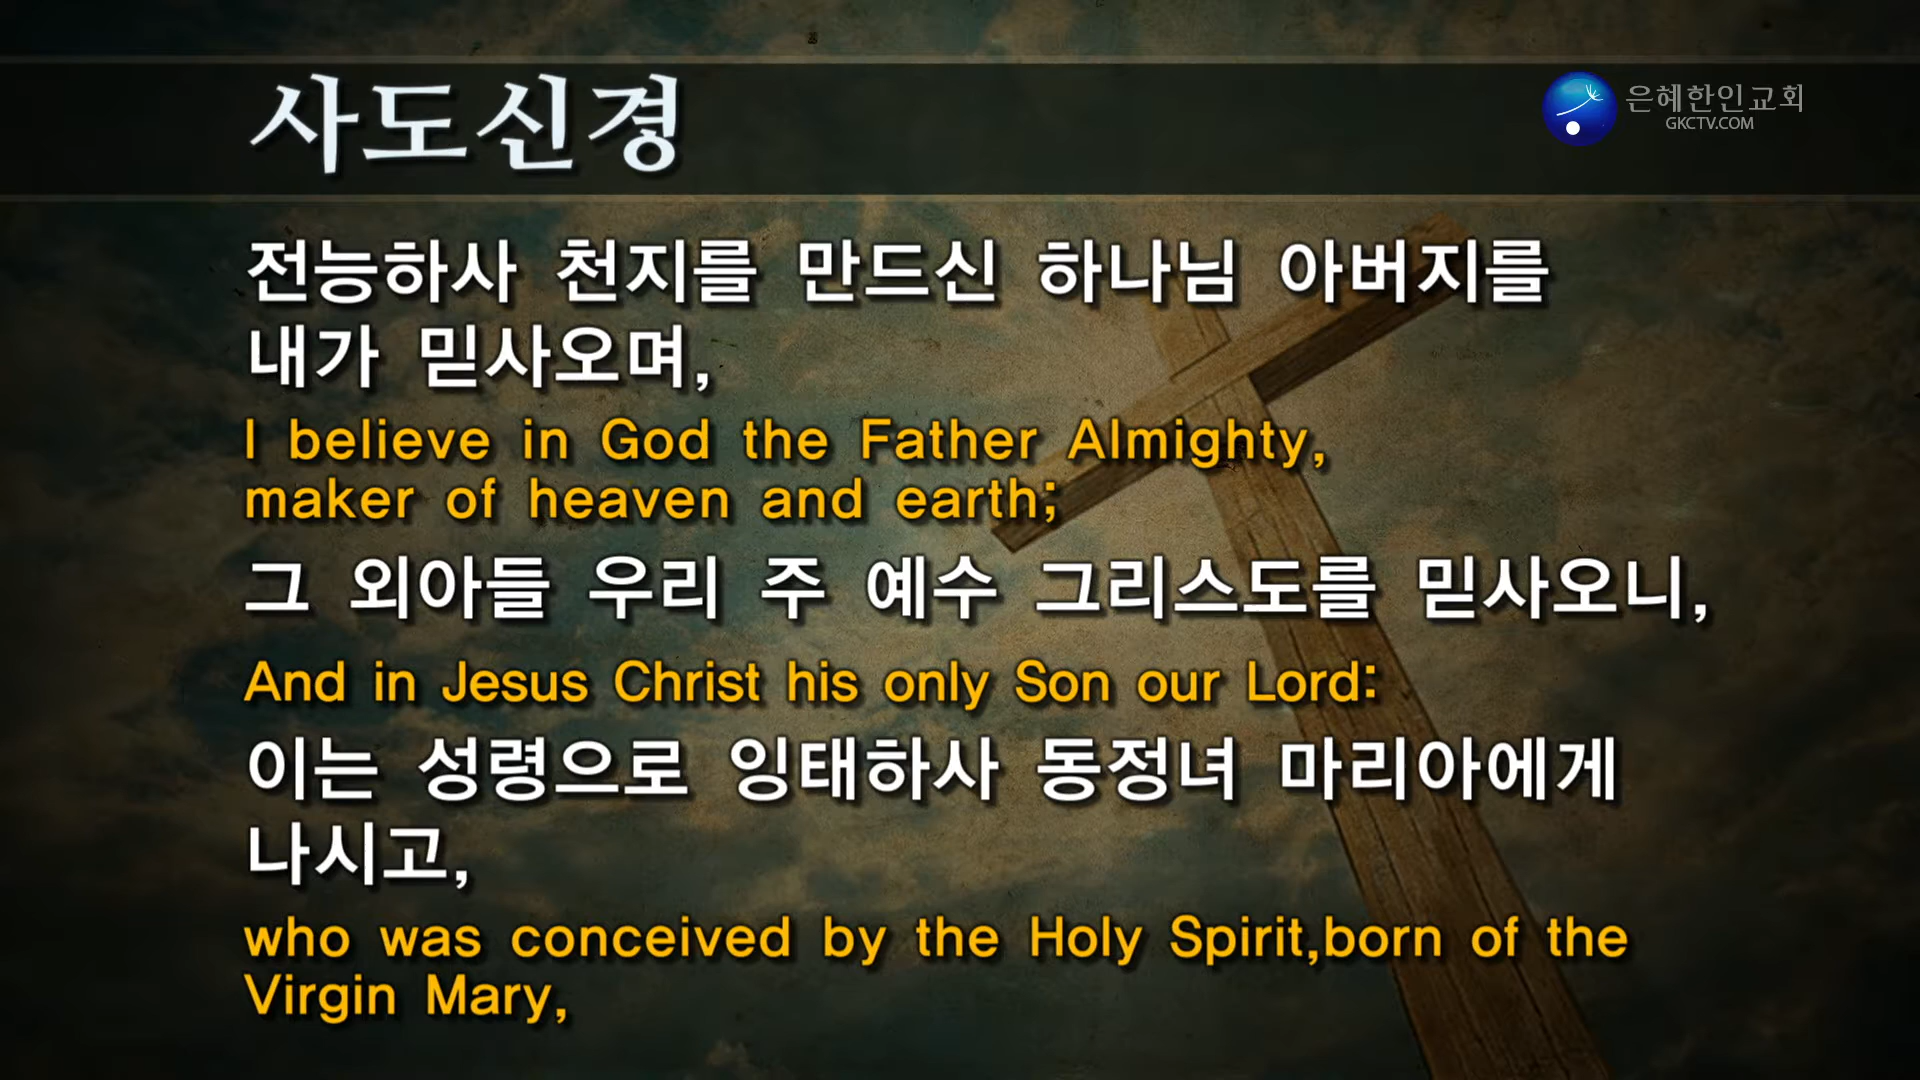 사도신경
은혜한인교회
GKCTV.COM
전능하사 천지를 만드신 하나님 아버지를
내가 믿사오며,
I believe in God the Father Almighty,
maker of heaven and earth;
그 외아들 우리 주 예수 그리스도를 믿사오니,
And in Jesus Christ his only Son our Lord:
이는 성령으로 잉태하사 동정녀 마리아에게
나시고,
who was conceived by the Holy Spirit,born of the
Virgin Mary,